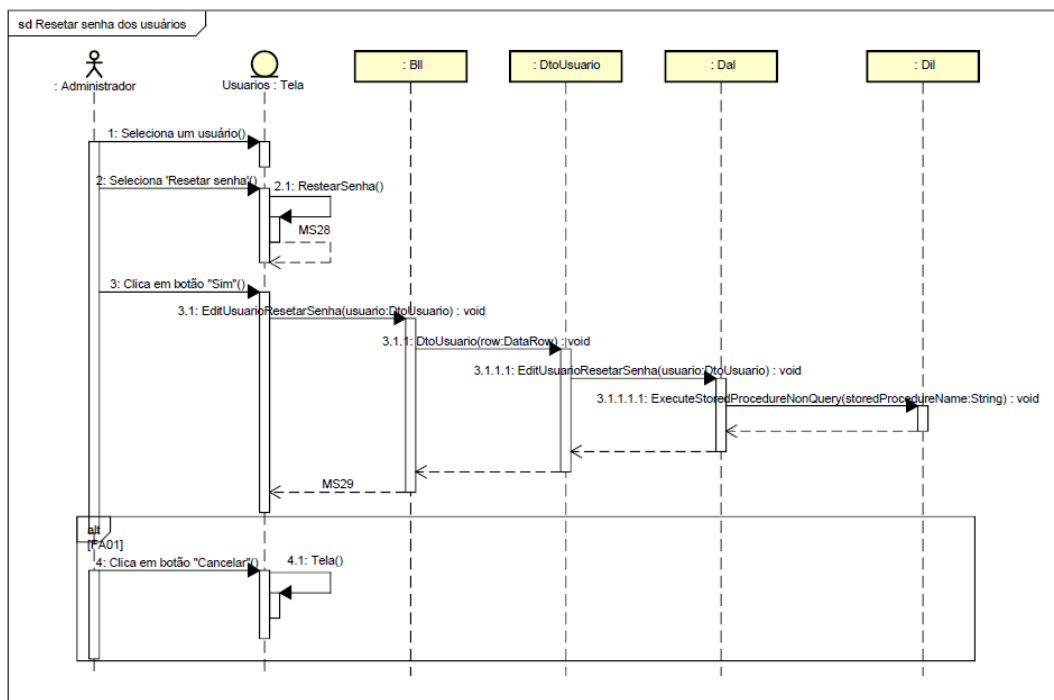 sd Resetar senha dos usuários
: Administrador
Usuarios : Tela
: Bll
: DtoUsuario
: Dal
: Dil
1: Seleciona um usuário()
2: Seleciona 'Resetar senha'()
2.1: RestearSenha()
MS28
3: Clica em botão "Sim"()
3.1: EditUsuarioResetarSenha(usuario:DtoUsuario) : void
3.1.1: DtoUsuario(row:DataRow) : void
3.1.1.1: EditUsuarioResetarSenha(usuario:DtoUsuario) : void
3.1.1.1.1: ExecuteStoredProcedureNonQuery(storedProcedureName:String) : void
MS29
alt
[FA01]
4: Clica em botão "Cancelar"()
4.1: Tela()